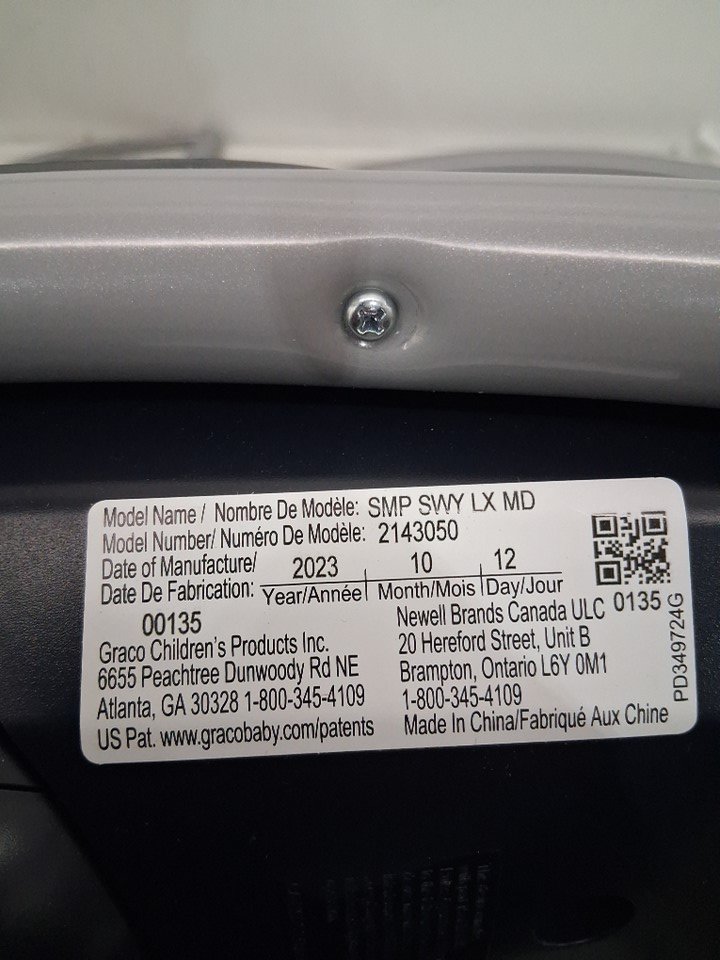 Model Name / Nombre De Modèle: SMP SWY LX MD
Model Number/ Numéro De Modèle: 2143050
Date of Manufacture/ 2023 10 12
Date De Fabrication: Year/Année Month/Mois Day/Jour
00135
Graco Children's Products Inc.
6655 Peachtree Dunwoody Rd NE
Atlanta, GA 30328 1-800-345-4109
US Pat. www.gracobaby.com/patents
Newell Brands Canada ULC
20 Hereford Street, Unit B
Brampton, Ontario L6Y 0M1
1-800-345-4109
Made In China/Fabriqué Aux Chine
0135
PD349724G